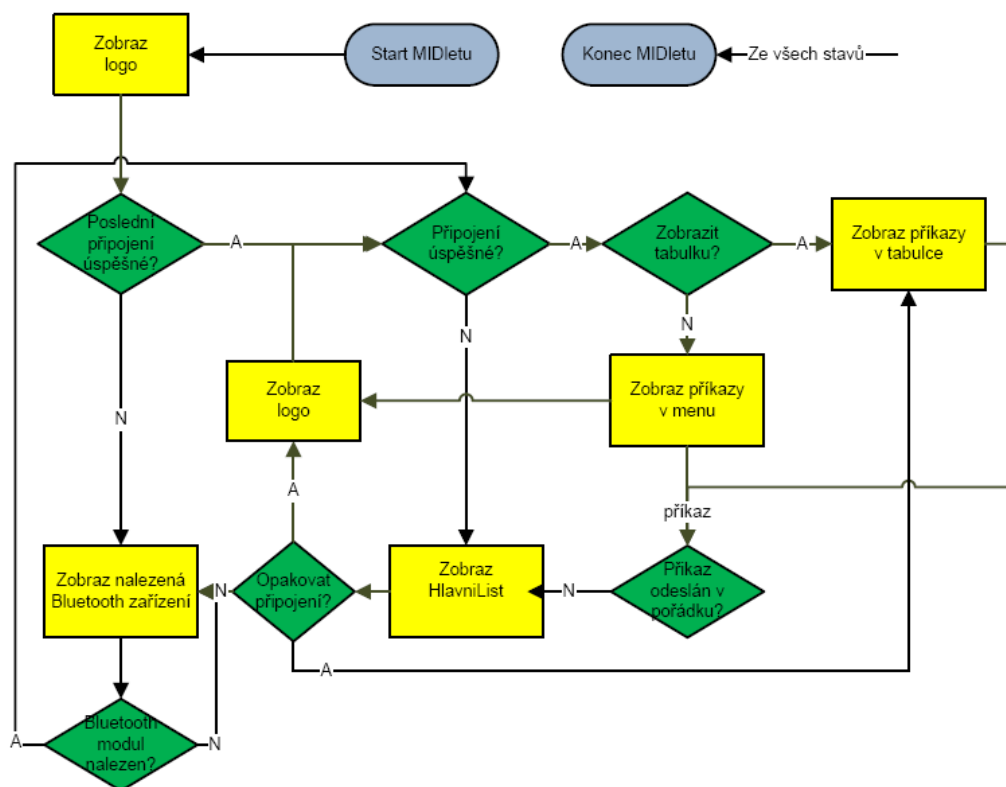 Zobraz
logo
Start MIDletu
Konec MIDletu
Ze všech stavů
Poslední
připojení
úspěšné?
A
Připojení
úspěšné?
A
Zobrazit
tabulku?
A
Zobraz příkazy
v tabulce
N
N
N
Zobraz
logo
Zobraz příkazy
v menu
A
příkaz
Zobraz nalezená
Bluetooth zařízení
N
Opakovat
připojení?
Zobraz
HlavniList
N
Příkaz
odeslán v
pořádku?
A
Bluetooth
modul
nalezen?
A
N